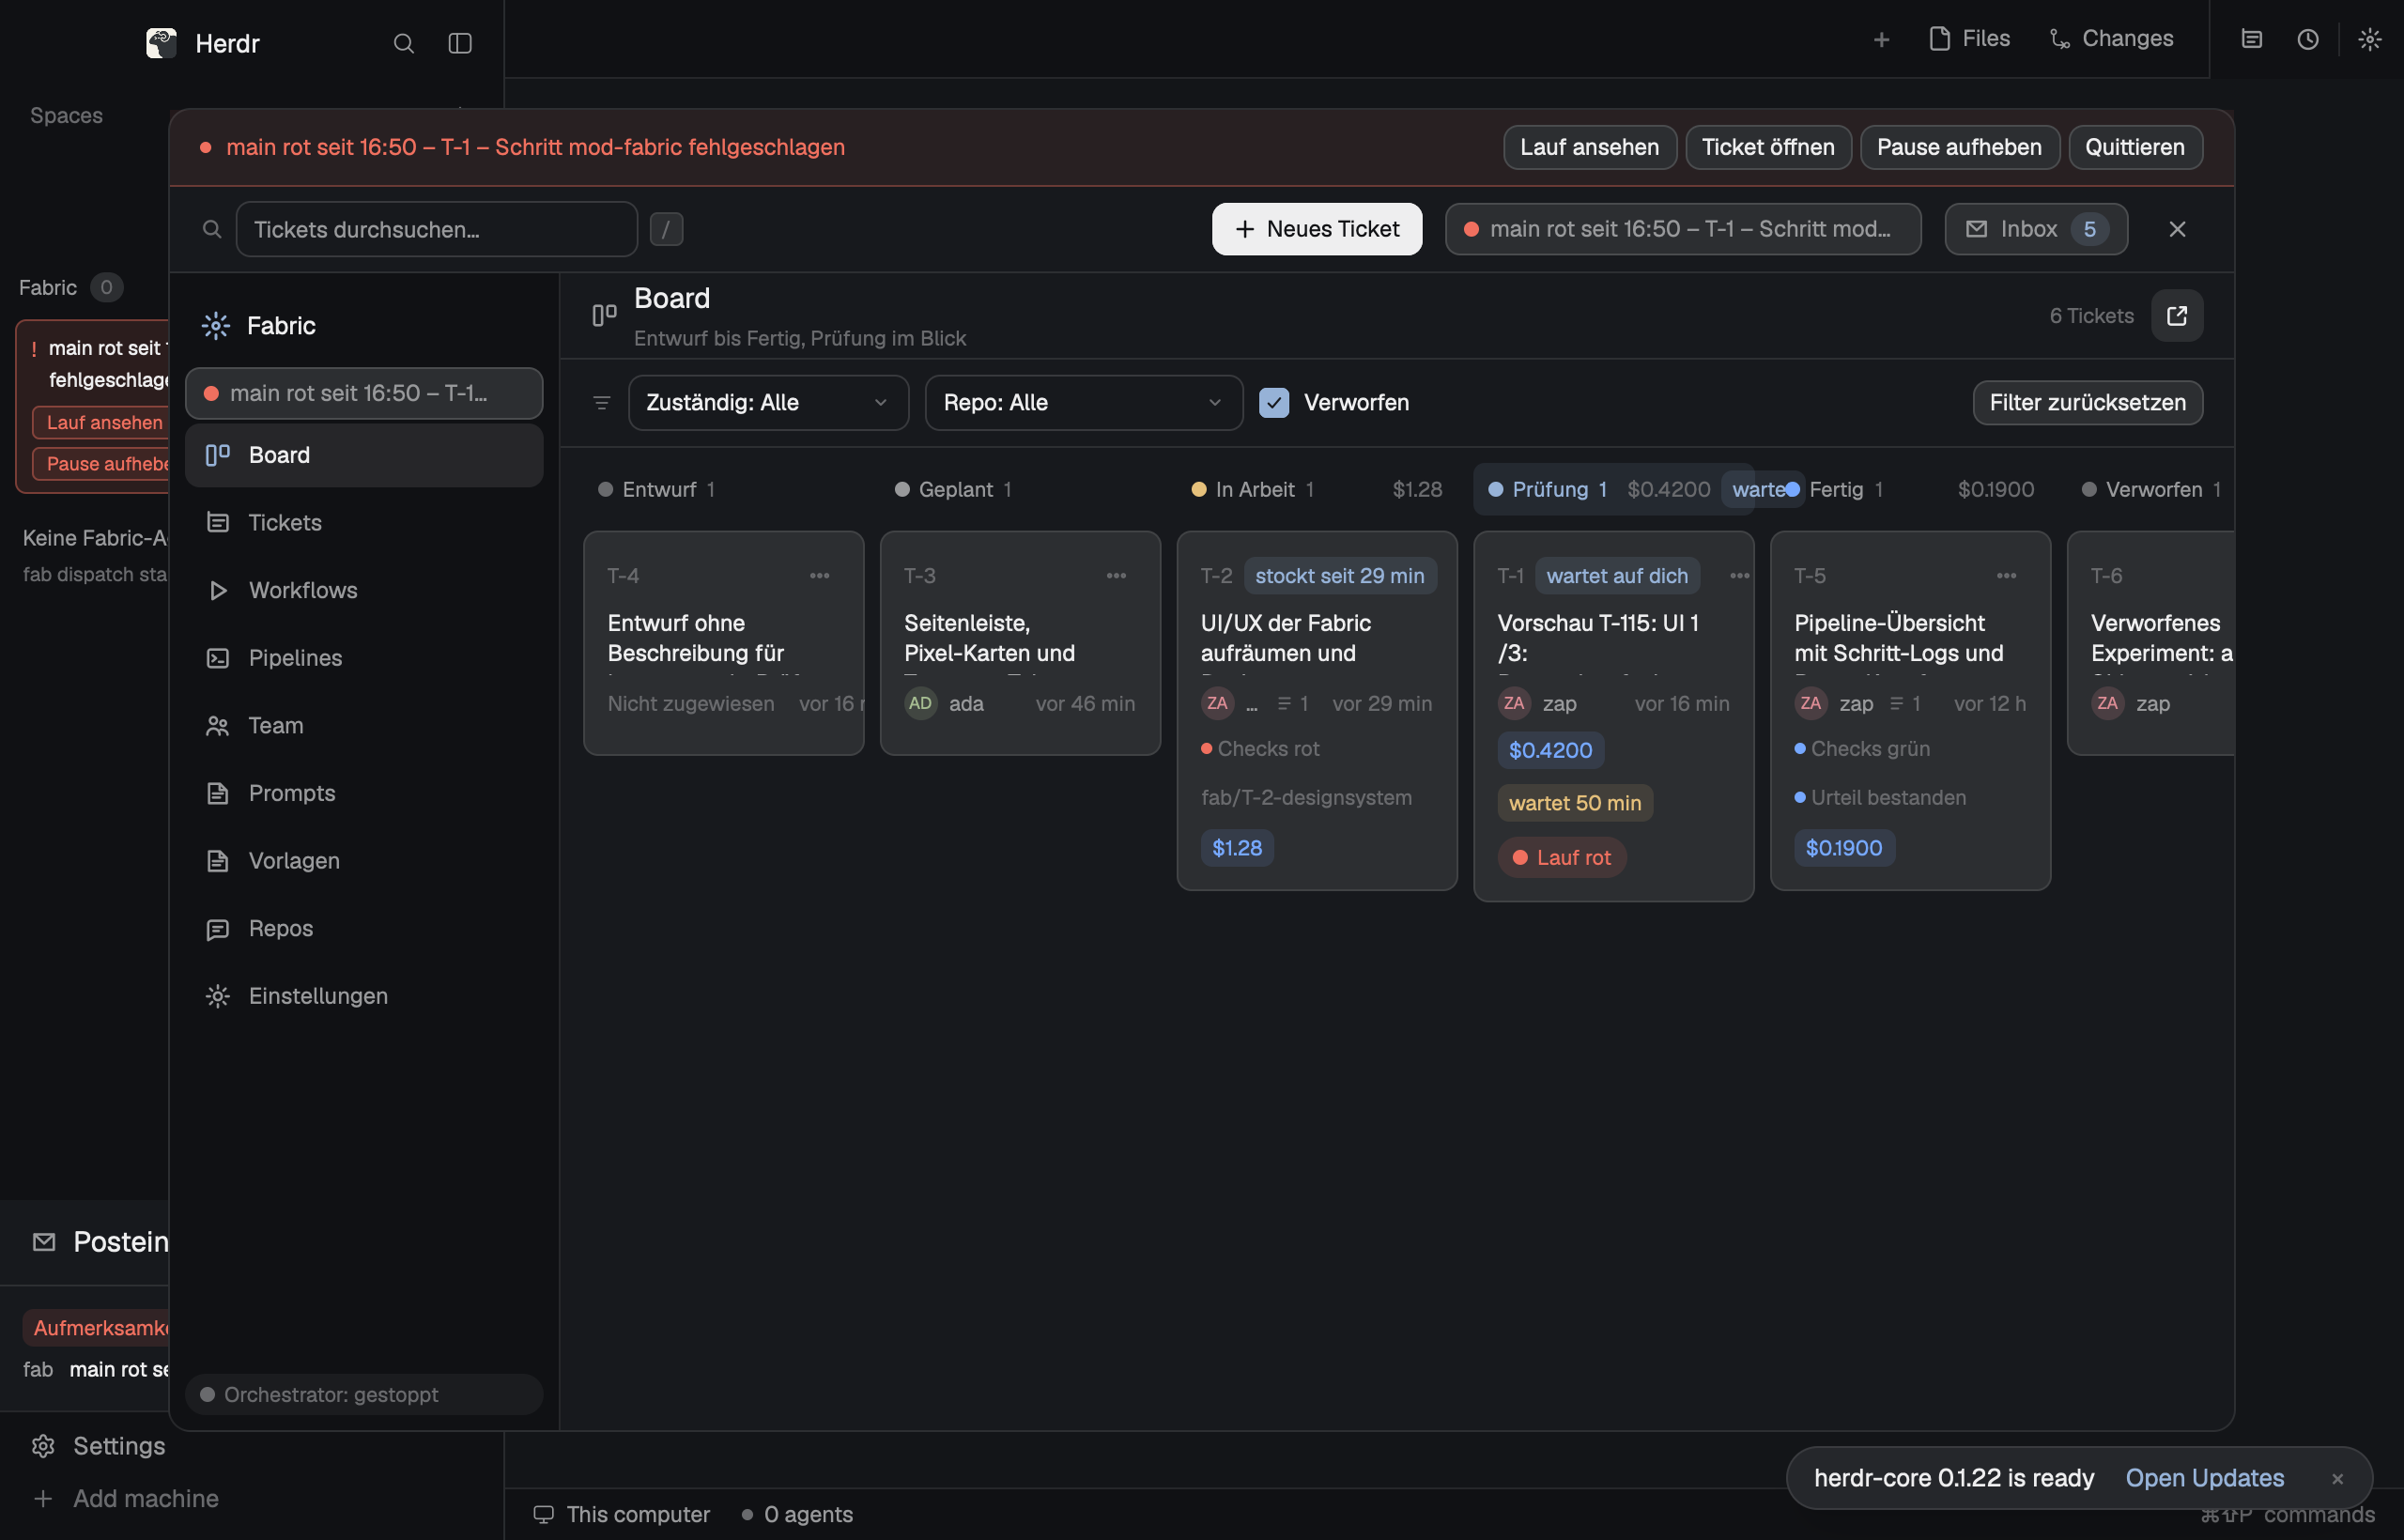 Herdr
Files
Changes
Spaces
main rot seit 16:50 – T-1 – Schritt mod-fabric fehlgeschlagen
Lauf ansehen
Ticket öffnen
Pause aufheben
Quittieren
Tickets durchsuchen…
/
Neues Ticket
main rot seit 16:50 – T-1 – Schritt mod…
Inbox 5
Fabric 0
main rot seit
fehlgeschlage
Lauf ansehen
Pause aufhebe
Keine Fabric-A
fab dispatch sta
Fabric
main rot seit 16:50 – T-1…
Board
Tickets
Workflows
Pipelines
Team
Prompts
Vorlagen
Repos
Einstellungen
Orchestrator: gestoppt
Board
Entwurf bis Fertig, Prüfung im Blick
6 Tickets
Zuständig: Alle
Repo: Alle
Verworfen
Filter zurücksetzen
Entwurf 1
T-4
Entwurf ohne
Beschreibung für
Nicht zugewiesen vor 16
Geplant 1
T-3
Seitenleiste,
Pixel-Karten und
AD ada vor 46 min
In Arbeit 1 $1.28
T-2 stockt seit 29 min
UI/UX der Fabric
aufräumen und
ZA … 1 vor 29 min
Checks rot
fab/T-2-designsystem
$1.28
Prüfung 1 $0.4200 warte
T-1 wartet auf dich
Vorschau T-115: UI 1
/3:
ZA zap vor 16 min
$0.4200
wartet 50 min
Lauf rot
Fertig 1 $0.1900
T-5
Pipeline-Übersicht
mit Schritt-Logs und
ZA zap 1 vor 12 h
Checks grün
Urteil bestanden
$0.1900
Verworfen 1
T-6
Verworfenes
Experiment: a
ZA zap
Postein
Aufmerksamke
fab main rot se
Settings
Add machine
This computer
0 agents
herdr-core 0.1.22 is ready
Open Updates
⌘⇧P commands